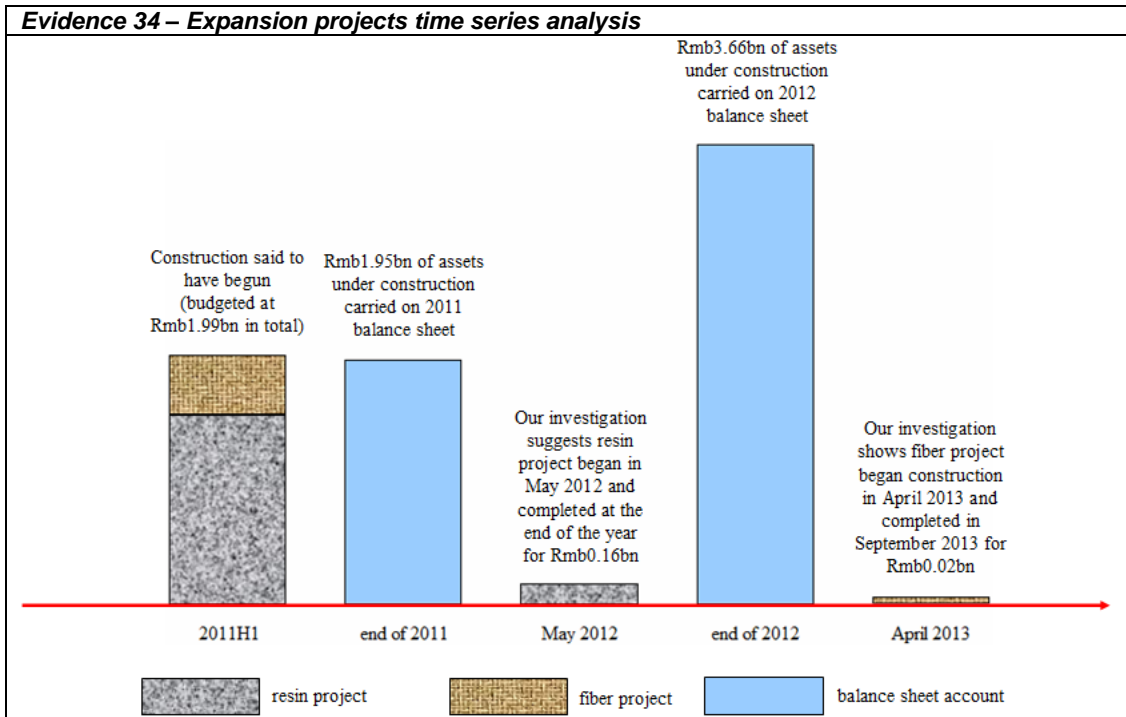 Evidence 34 – Expansion projects time series analysis
Rmb3.66bn of assets
under construction
carried on 2012
balance sheet
Construction said to
have begun
(budgeted at
Rmb1.99bn in total)
Rmb1.95bn of assets
under construction
carried on 2011
balance sheet
Our investigation
suggests resin
project began in
May 2012 and
completed at the
end of the year
for Rmb0.16bn
Our investigation
shows fiber project
began construction
in April 2013 and
completed in
September 2013 for
Rmb0.02bn
2011H1
end of 2011
May 2012
end of 2012
April 2013
resin project
fiber project
balance sheet account